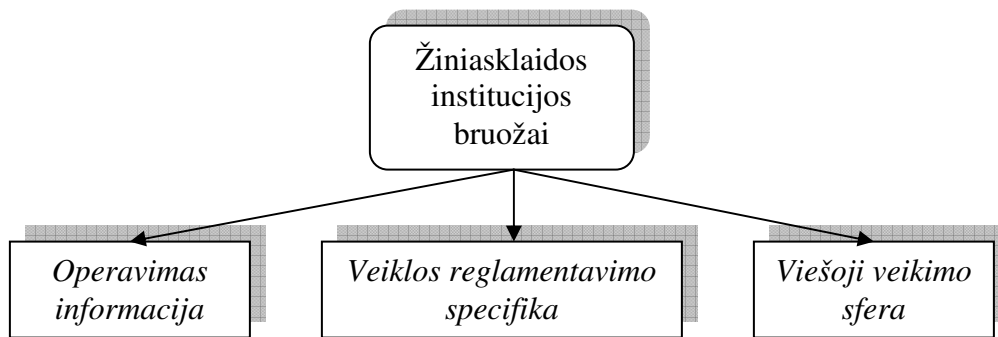 Žiniasklaidos
institucijos
bruožai
Operavimas
informacija
Veiklos reglamentavimo
specifika
Viešoji veikimo
sfera